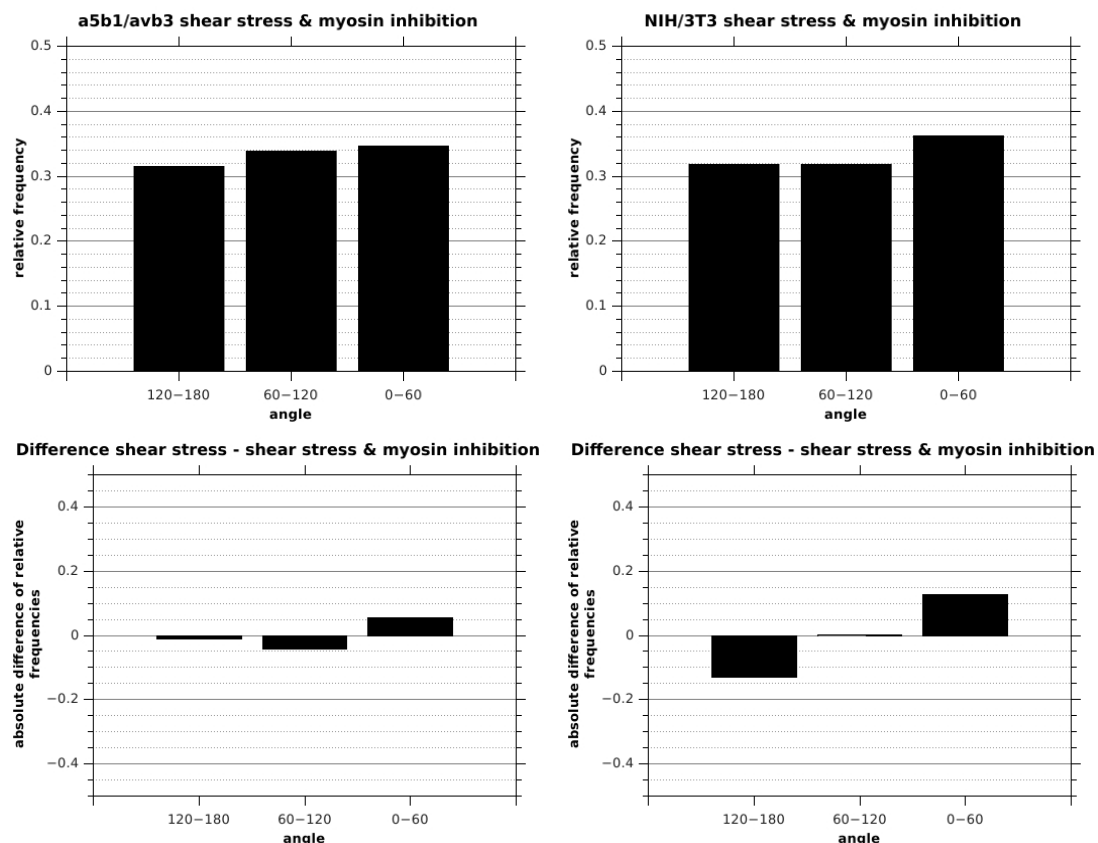 a5b1/avb3 shear stress & myosin inhibition
0.5
0.4
0.3
0.2
0.1
0
relative frequency
120−180
60−120
0−60
angle
NIH/3T3 shear stress & myosin inhibition
0.5
0.4
0.3
0.2
0.1
0
relative frequency
120−180
60−120
0−60
angle
Difference shear stress - shear stress & myosin inhibition
0.4
0.2
0
−0.2
−0.4
absolute difference of relative
frequencies
120−180
60−120
0−60
angle
Difference shear stress - shear stress & myosin inhibition
0.4
0.2
0
−0.2
−0.4
absolute difference of relative
frequencies
120−180
60−120
0−60
angle